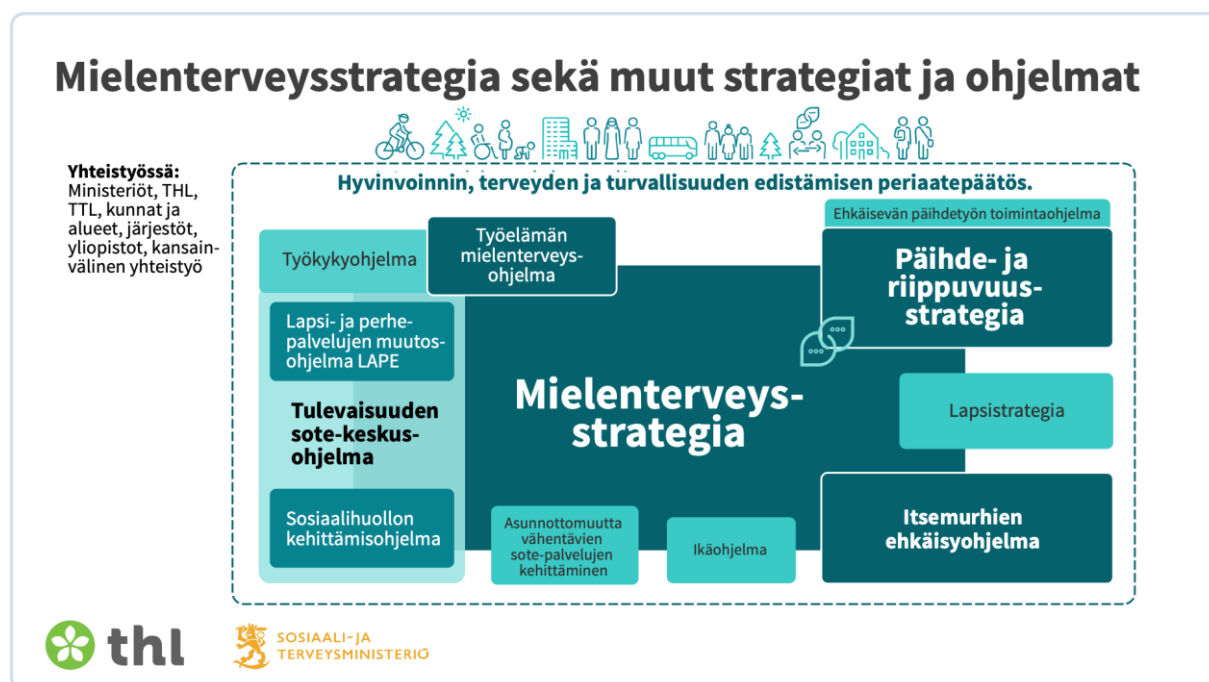 Mielenterveysstrategia sekä muut strategiat ja ohjelmat
Yhteistyössä:
Ministeriöt, THL,
TTL, kunnat ja
alueet, järjestöt,
yliopistot, kansain-
välinen yhteistyö
Hyvinvoinnin, terveyden ja turvallisuuden edistämisen periaatepäätös.
Työkykyohjelma
Työelämän
mielenterveys-
ohjelma
Ehkäisevän päihdetyön toimintaohjelma
Päihde- ja
riippuvuus-
strategia
Lapsi- ja perhe-
palvelujen muutos-
ohjelma LAPE
Tulevaisuuden
sote-keskus-
ohjelma
Mielenterveys-
strategia
Lapsistrategia
Sosiaalihuollon
kehittämisohjelma
Asunnottomuutta
vähentävien
sote-palvelujen
kehittäminen
Ikäohjelma
Itsemurhien
ehkäisyohjelma
thl
SOSIAALI-JA
TERVEYSMINISTERIÖ